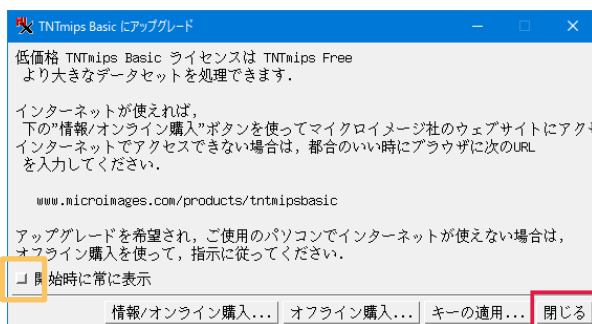 TNTmips Basic にアップグレード
低価格 TNTmips Basic ライセンスは TNTmips Free
より大きなデータセットを処理できます．
インターネットが使えれば，
下の”情報/オンライン購入”ボタンを使ってマイクロイメージ社のウェブサイトにアクセ
インターネットでアクセスできない場合は，都合のいい時にブラウザに次のURL
を入力してください．
www.microimages.com/products/tntmipsbasic
アップグレードを希望され，ご使用のパソコンでインターネットが使えない場合は，
オフライン購入を使って，指示に従ってください．
開始時に常に表示
情報/オンライン購入... オフライン購入... キーの適用... 閉じる